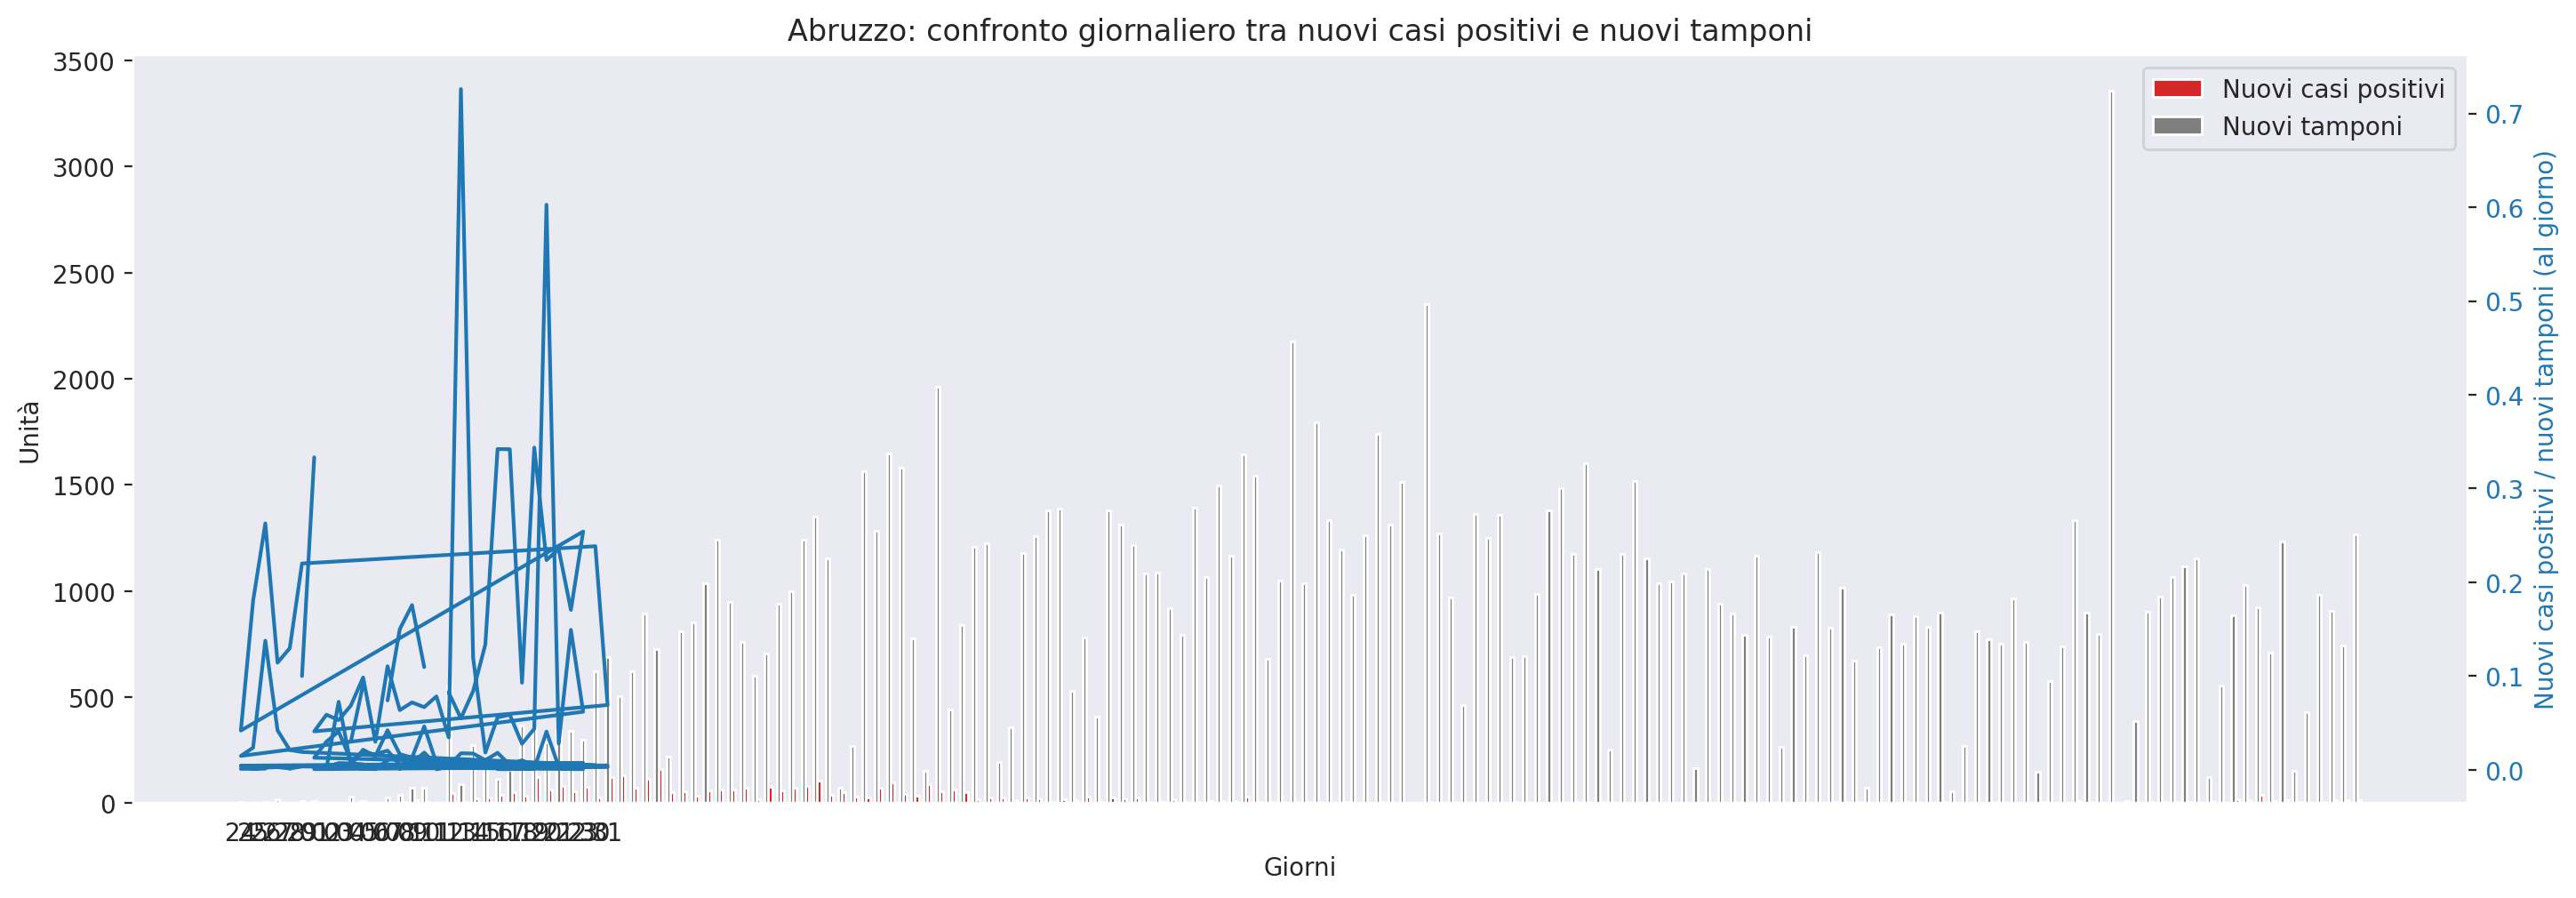 Abruzzo: confronto giornaliero tra nuovi casi positivi e nuovi tamponi
Nuovi casi positivi
Nuovi tamponi
3500
3000
2500
2000
1500
1000
500
0
Unità
0.7
0.6
0.5
0.4
0.3
0.2
0.1
0.0
Nuovi casi positivi / nuovi tamponi (al giorno)
Giorni